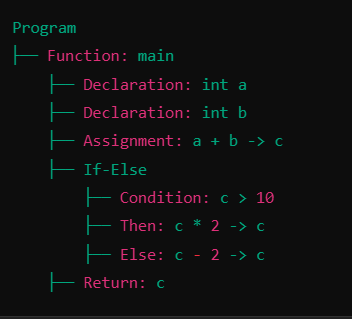 Program
├── Function: main
    ├── Declaration: int a
    ├── Declaration: int b
    ├── Assignment: a + b -> c
    ├── If-Else
        ├── Condition: c > 10
        ├── Then: c * 2 -> c
        ├── Else: c - 2 -> c
    ├── Return: c